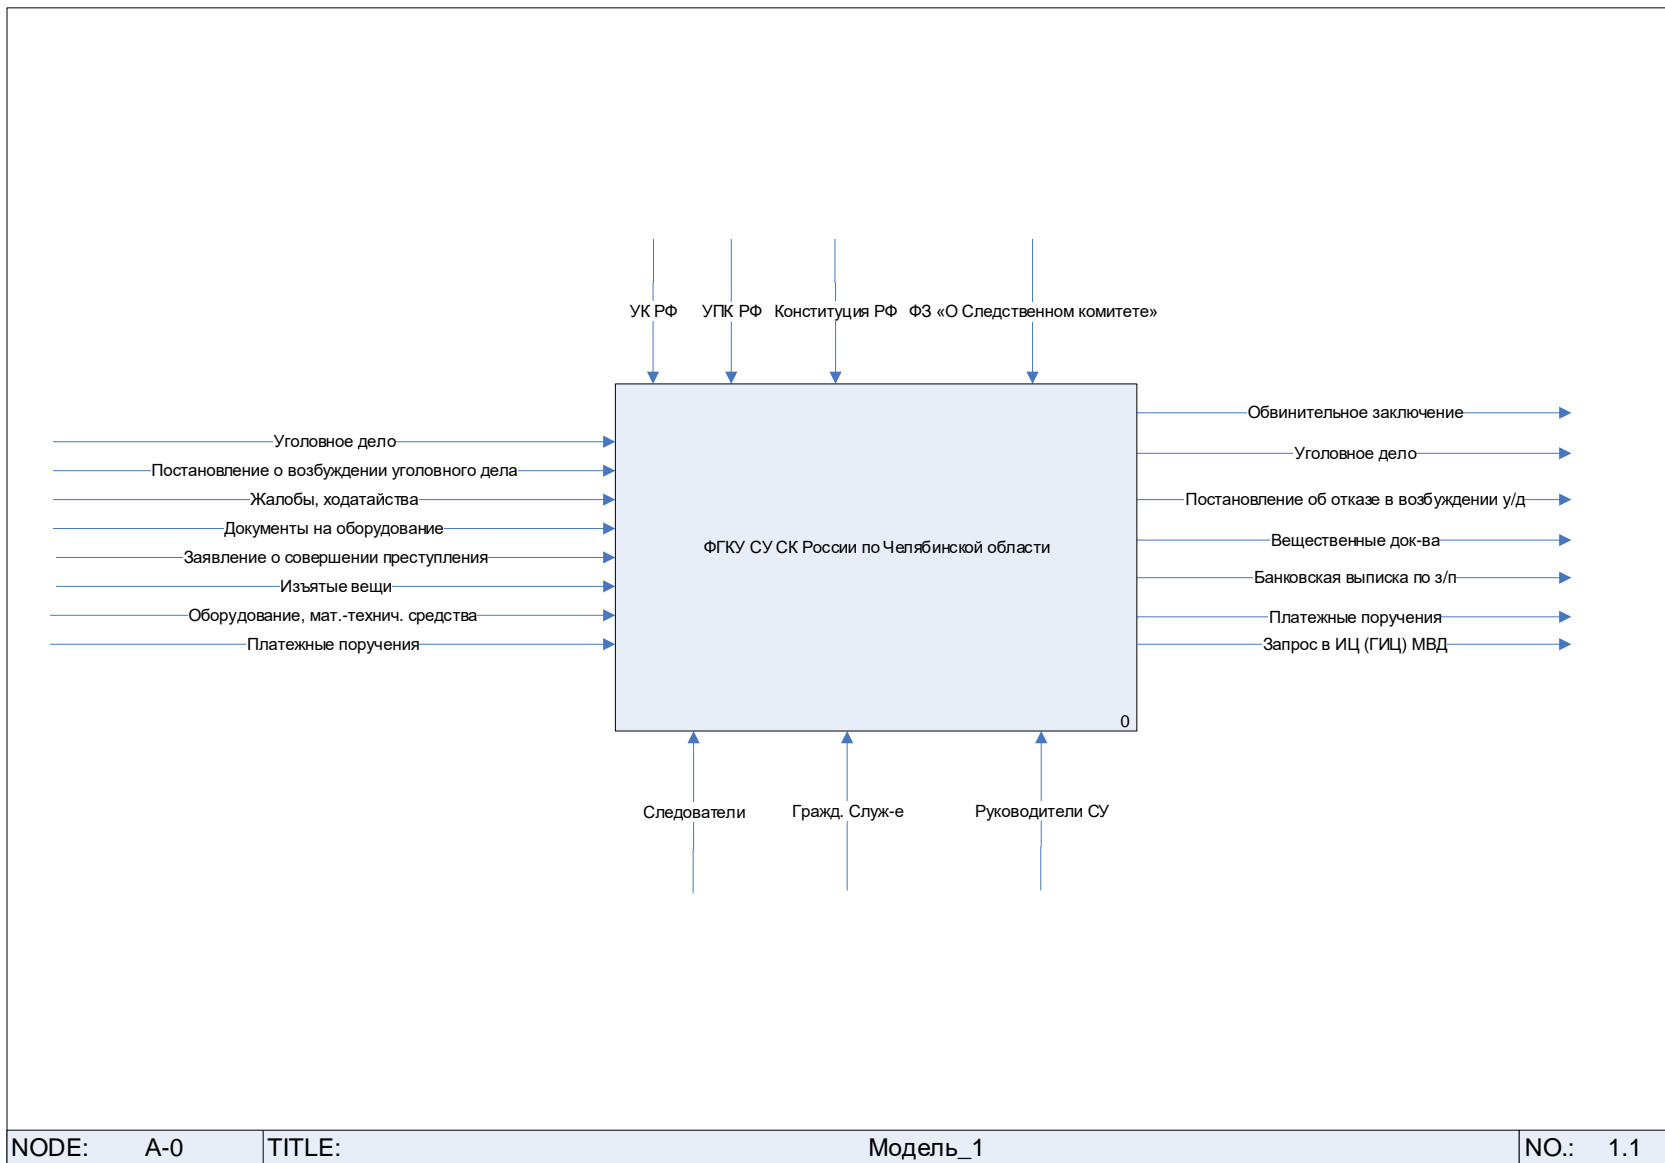 УК РФ
УПК РФ
Конституция РФ
ФЗ «О Следственном комитете»
Уголовное дело
Постановление о возбуждении уголовного дела
Жалобы, ходатайства
Документы на оборудование
Заявление о совершении преступления
Изъятые вещи
Оборудование, мат.-технич. средства
Платежные поручения
ФГКУ СУ СК России по Челябинской области
0
Обвинительное заключение
Уголовное дело
Постановление об отказе в возбуждении у/д
Вещественные док-ва
Банковская выписка по з/п
Платежные поручения
Запрос в ИЦ (ГИЦ) МВД
Следователи
Гражд. Служ-е
Руководители СУ
NODE: A-0
TITLE: Модель_1
NO.: 1.1